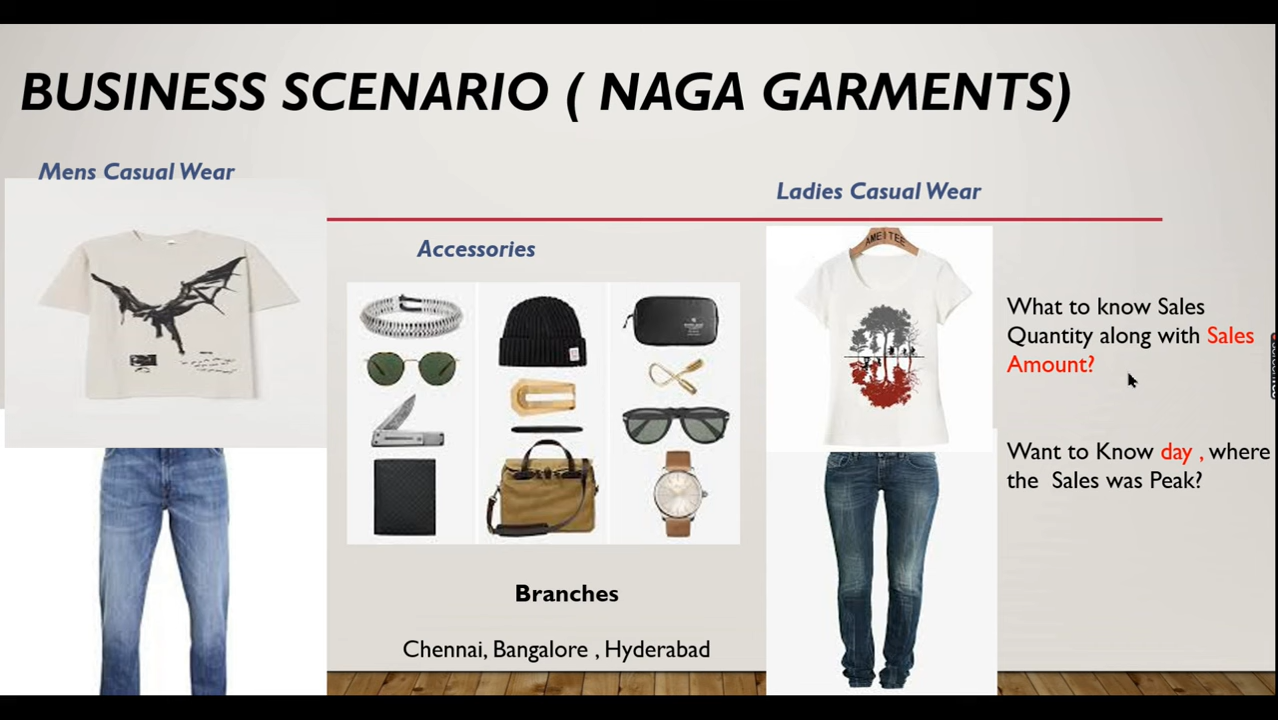 BUSINESS SCENARIO ( NAGA GARMENTS)
Mens Casual Wear
Ladies Casual Wear
Accessories
AMEITEE
What to know Sales
Quantity along with Sales
Amount?
Want to Know day , where
the  Sales was Peak?
Branches
Chennai, Bangalore , Hyderabad